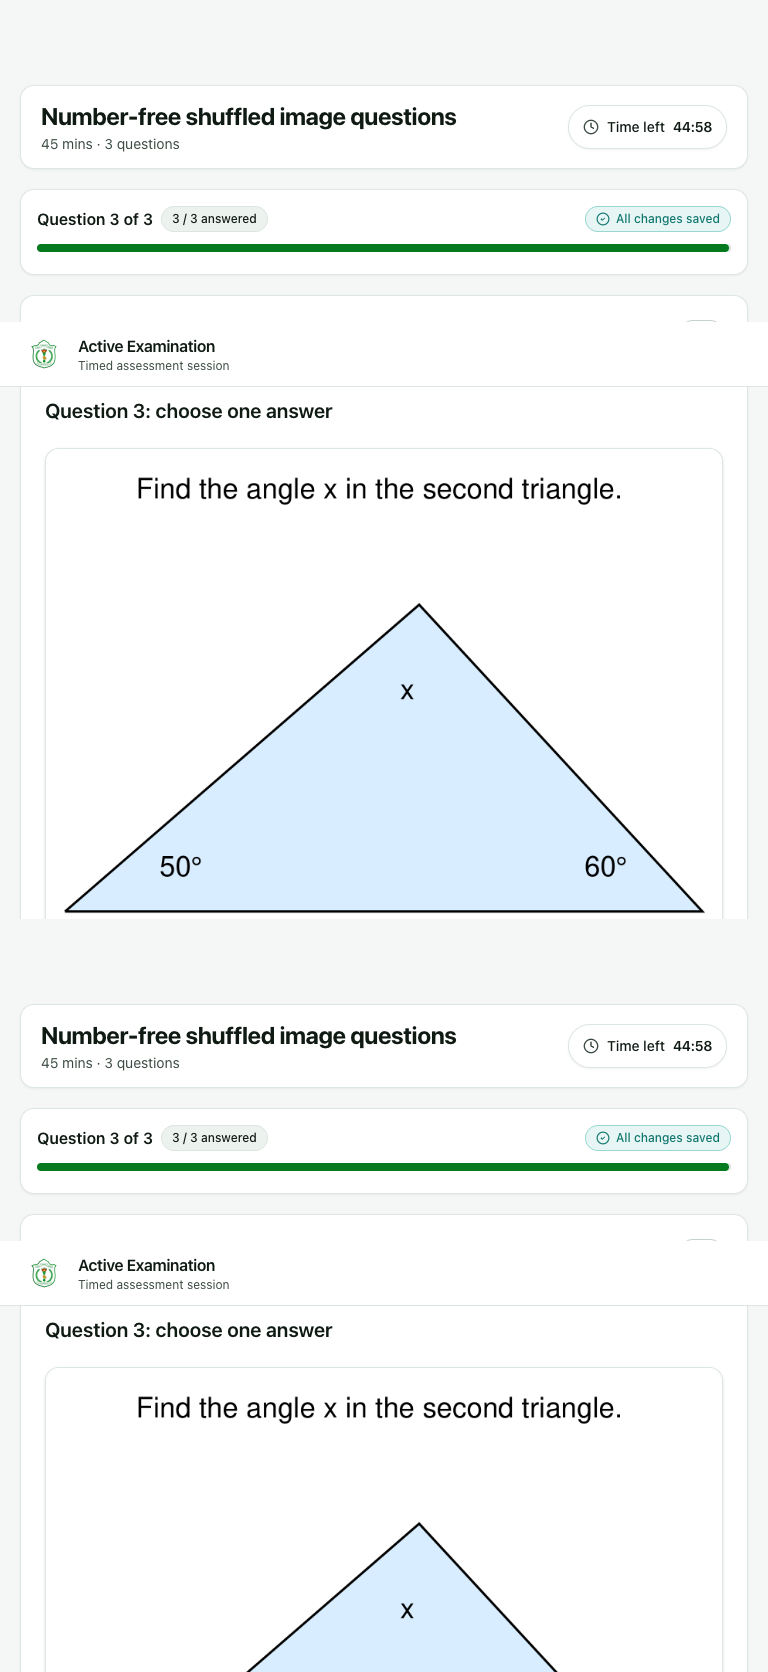 Number-free shuffled image questions
45 mins · 3 questions
Time left 44:58
Question 3 of 3
3 / 3 answered
All changes saved
Active Examination
Timed assessment session
Question 3: choose one answer
Find the angle x in the second triangle.
x
50°
60°
Number-free shuffled image questions
45 mins · 3 questions
Time left 44:58
Question 3 of 3
3 / 3 answered
All changes saved
Active Examination
Timed assessment session
Question 3: choose one answer
Find the angle x in the second triangle.
x